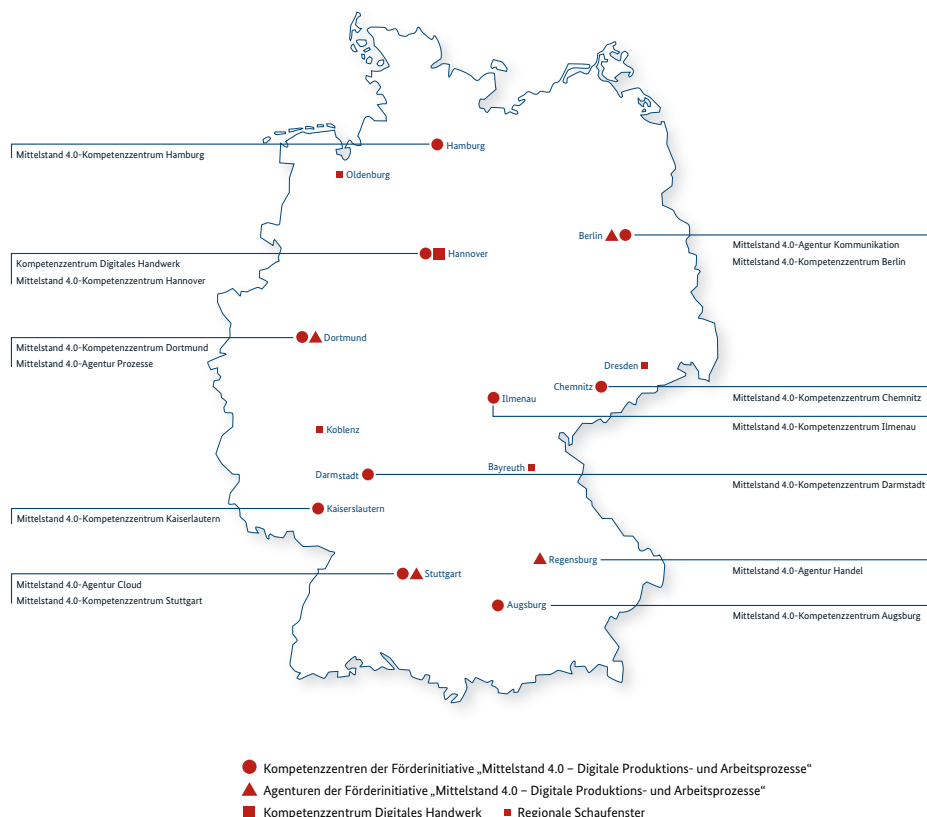 Hamburg
Mittelstand 4.0-Kompetenzzentrum Hamburg
Oldenburg
Berlin
Mittelstand 4.0-Agentur Kommunikation
Mittelstand 4.0-Kompetenzzentrum Berlin
Hannover
Kompetenzzentrum Digitales Handwerk
Mittelstand 4.0-Kompetenzzentrum Hannover
Dortmund
Mittelstand 4.0-Kompetenzzentrum Dortmund
Mittelstand 4.0-Agentur Prozesse
Dresden
Chemnitz
Mittelstand 4.0-Kompetenzzentrum Chemnitz
Ilmenau
Mittelstand 4.0-Kompetenzzentrum Ilmenau
Koblenz
Bayreuth
Darmstadt
Mittelstand 4.0-Kompetenzzentrum Darmstadt
Kaiserslautern
Mittelstand 4.0-Kompetenzzentrum Kaiserlautern
Regensburg
Mittelstand 4.0-Agentur Handel
Stuttgart
Mittelstand 4.0-Agentur Cloud
Mittelstand 4.0-Kompetenzzentrum Stuttgart
Augsburg
Mittelstand 4.0-Kompetenzzentrum Augsburg
Kompetenzzentren der Förderinitiative „Mittelstand 4.0 – Digitale Produktions- und Arbeitsprozesse“
Agenturen der Förderinitiative „Mittelstand 4.0 – Digitale Produktions- und Arbeitsprozesse“
Kompetenzzentrum Digitales Handwerk Regionale Schaufenster